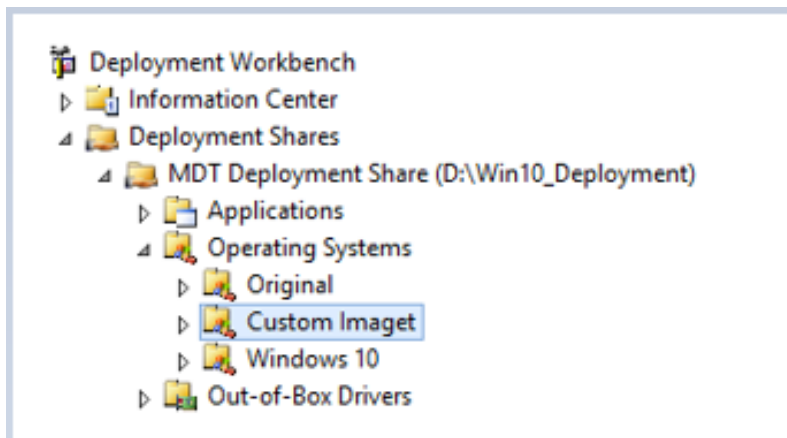 Deployment Workbench
Information Center
Deployment Shares
MDT Deployment Share (D:\Win10_Deployment)
Applications
Operating Systems
Original
Custom Imaget
Windows 10
Out-of-Box Drivers